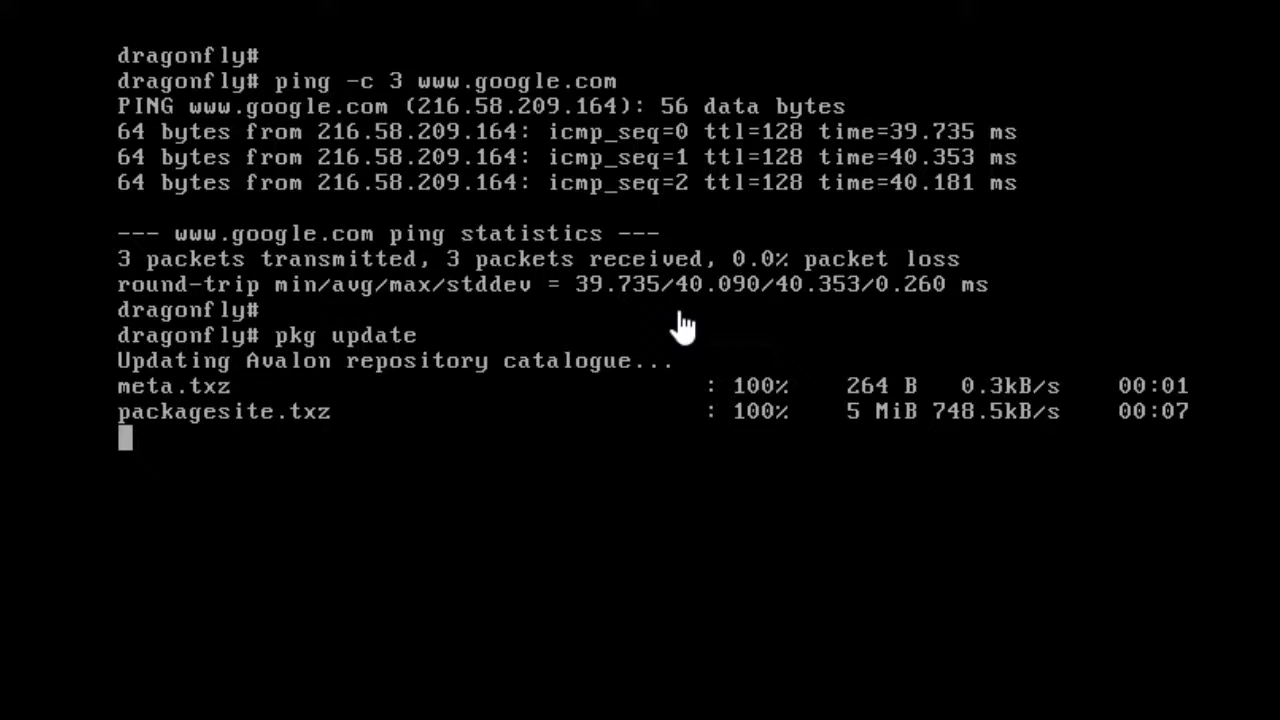 dragonfly#
dragonfly# ping -c 3 www.google.com
PING www.google.com (216.58.209.164): 56 data bytes
64 bytes from 216.58.209.164: icmp_seq=0 ttl=128 time=39.735 ms
64 bytes from 216.58.209.164: icmp_seq=1 ttl=128 time=40.353 ms
64 bytes from 216.58.209.164: icmp_seq=2 ttl=128 time=40.181 ms
--- www.google.com ping statistics ---
3 packets transmitted, 3 packets received, 0.0% packet loss
round-trip min/avg/max/stddev = 39.735/40.090/40.353/0.260 ms
dragonfly#
dragonfly# pkg update
Updating Avalon repository catalogue...
meta.txz : 100% 264 B 0.3kB/s 00:01
packagesite.txz : 100% 5 MiB 748.5kB/s 00:07